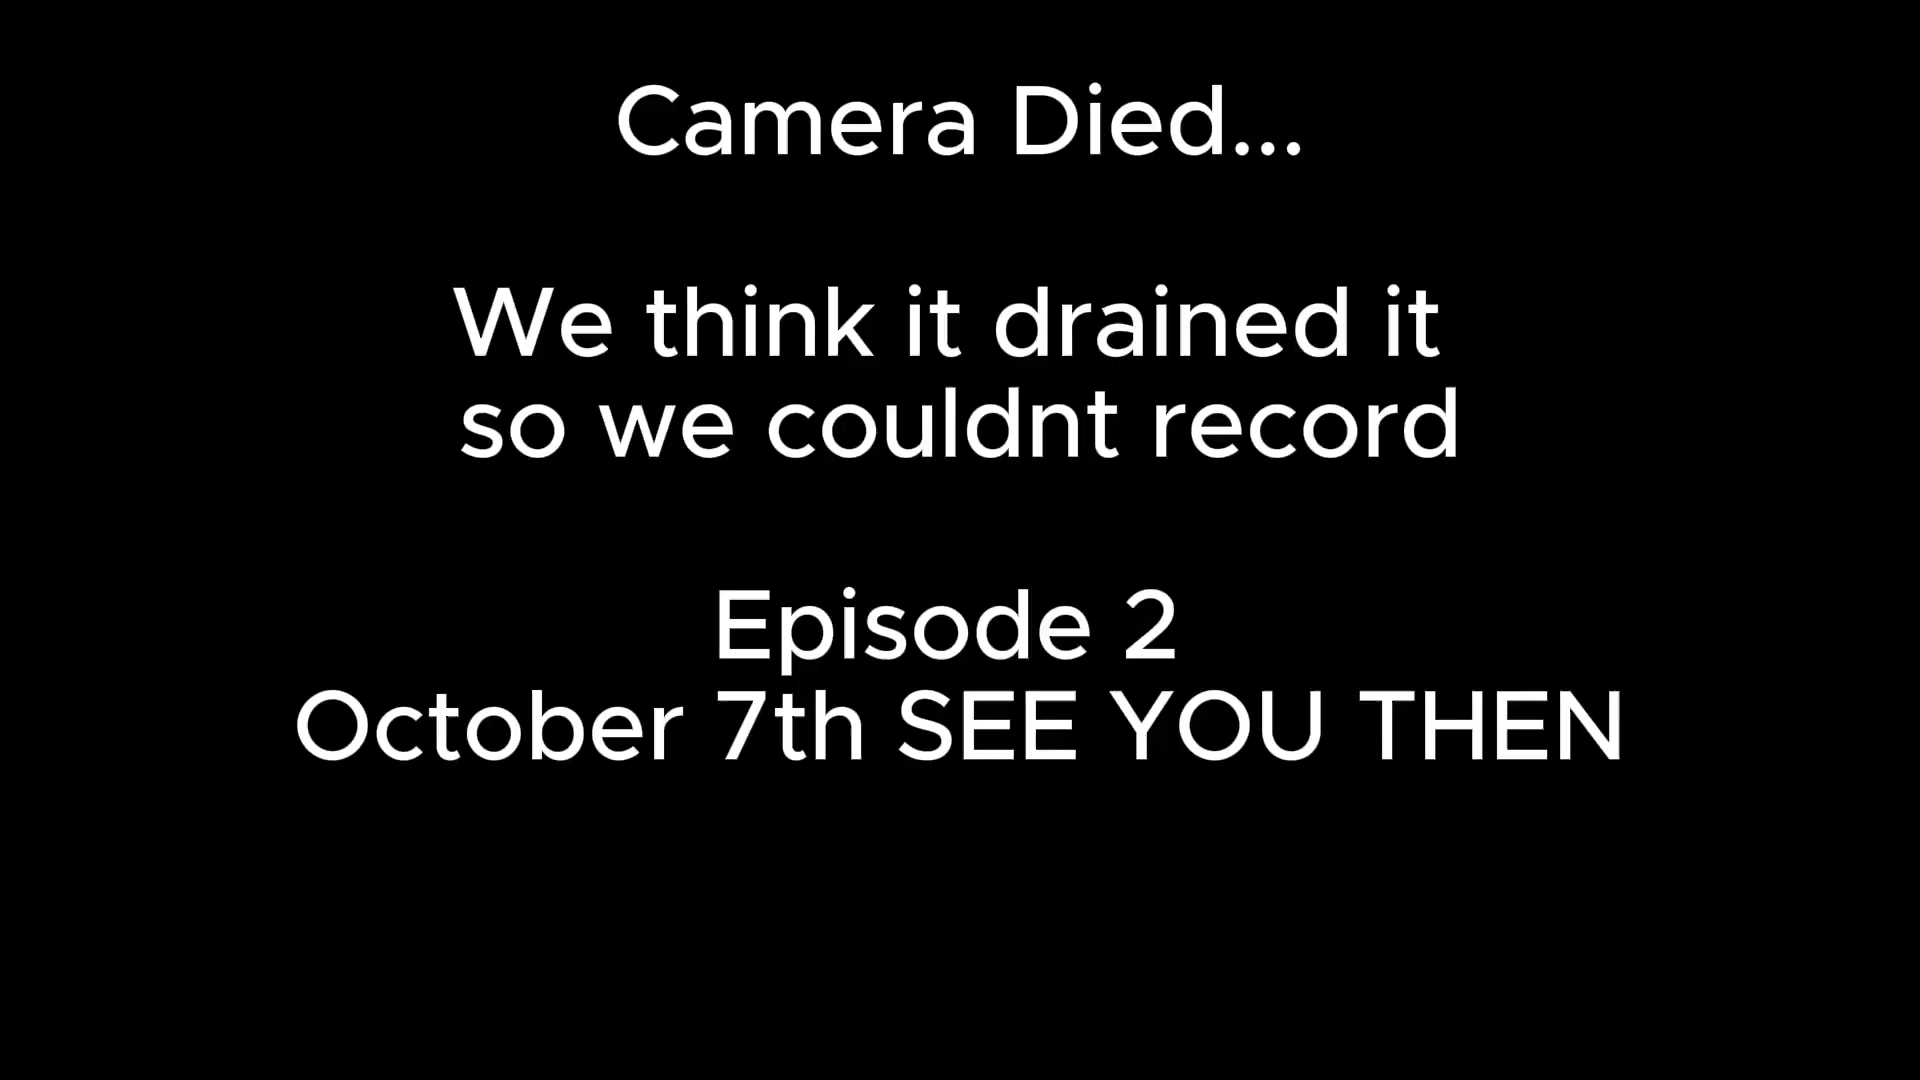 Camera Died...
We think it drained it
so we couldnt record
Episode 2
October 7th SEE YOU THEN